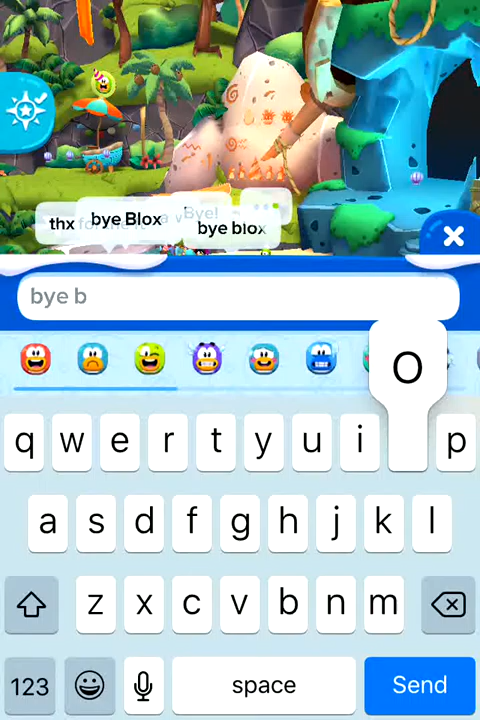 thx
bye Blox
Bye!
bye blox
bye b
O
q w e r t y u i p
a s d f g h j k l
z x c v b n m
123 space Send